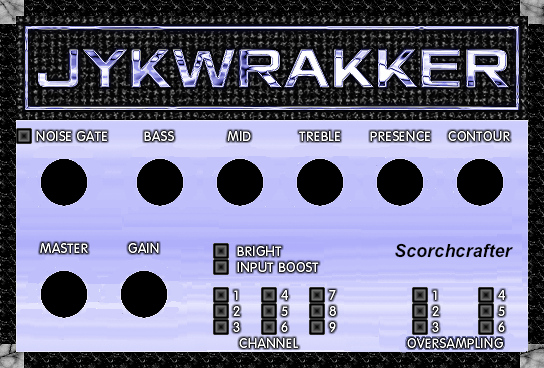 JYKWRAKKER
NOISE GATE BASS MID TREBLE PRESENCE CONTOUR
MASTER GAIN
BRIGHT
INPUT BOOST
Scorchcrafter
1 4 7
2 5 8
3 6 9
CHANNEL
1 4
2 5
3 6
OVERSAMPLING